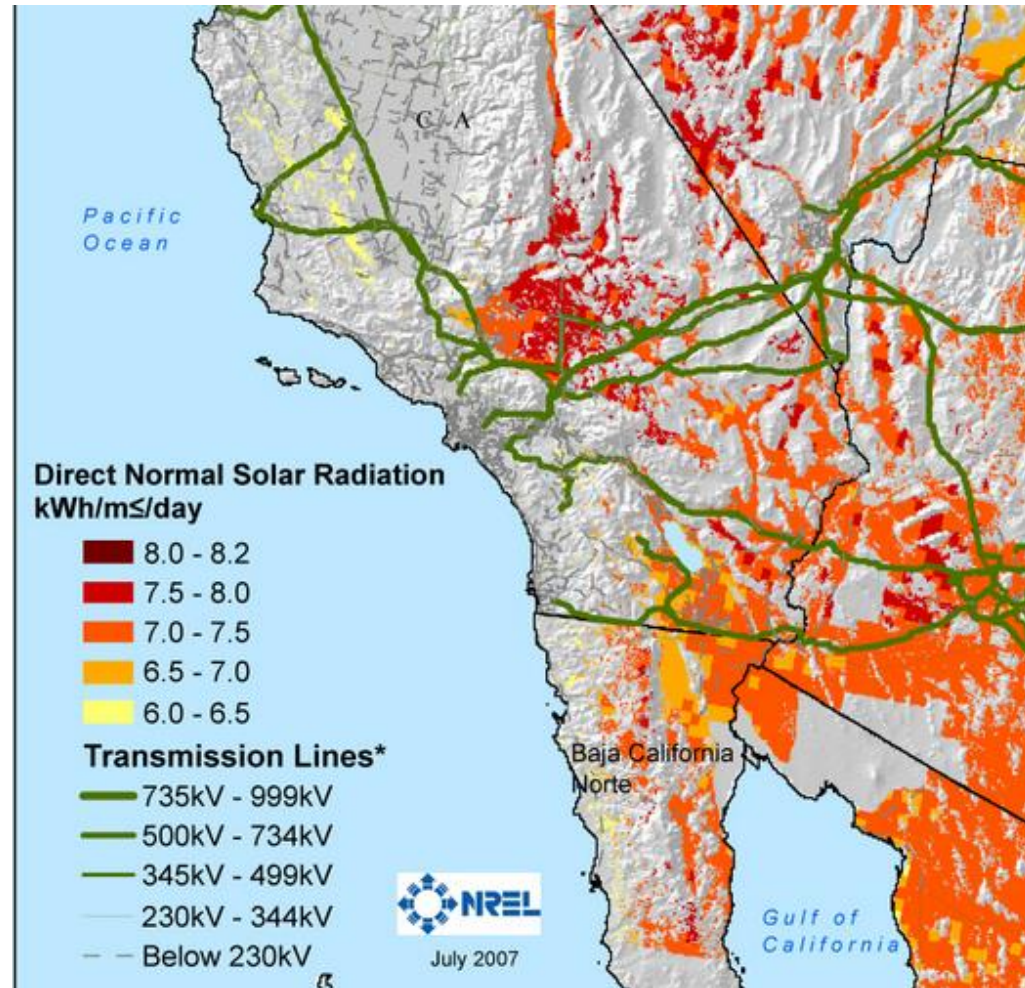 C A
Pacific
Ocean
Direct Normal Solar Radiation
kWh/m≤/day
8.0 - 8.2
7.5 - 8.0
7.0 - 7.5
6.5 - 7.0
6.0 - 6.5
Transmission Lines*
735kV - 999kV
500kV - 734kV
345kV - 499kV
230kV - 344kV
Below 230kV
Baja California
Norte
NREL
July 2007
Gulf of
California